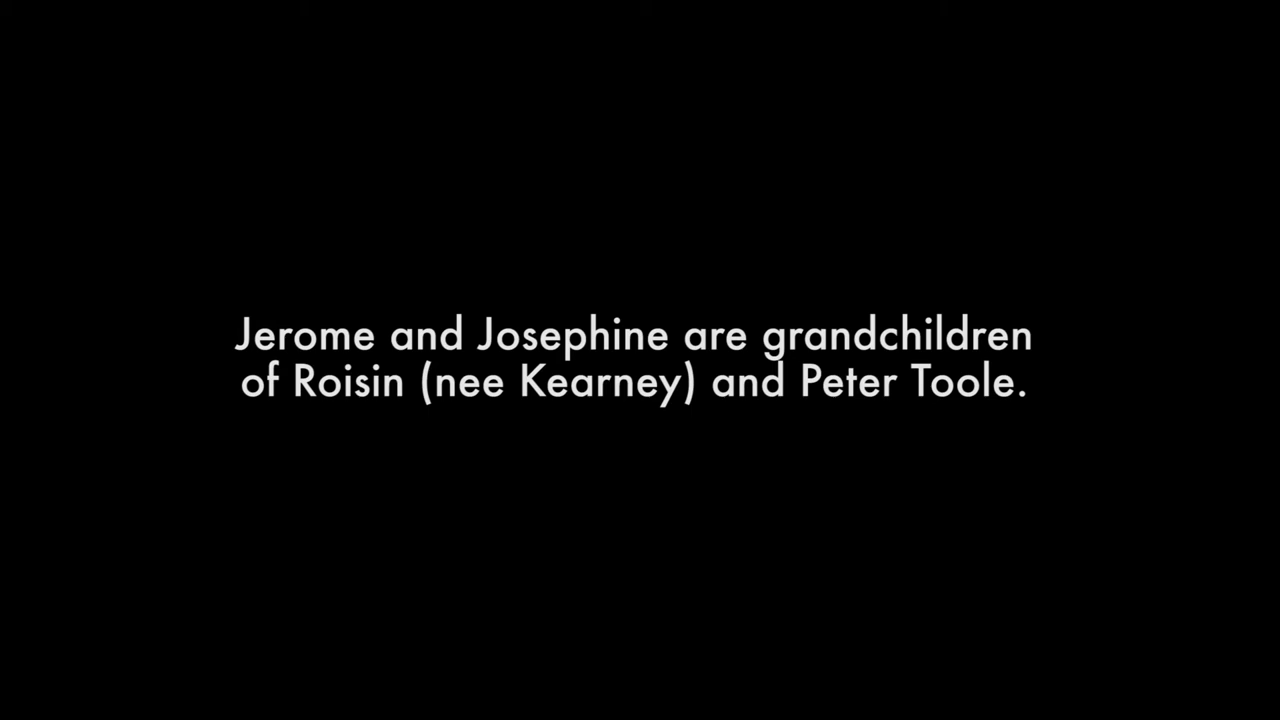 Jerome and Josephine are grandchildren
of Roisin (nee Kearney) and Peter Toole.